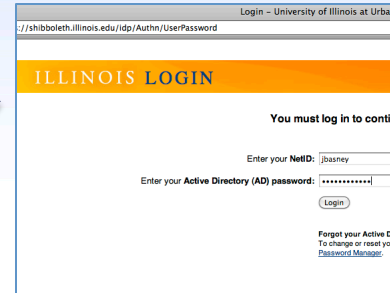 Login – University of Illinois at Urba
://shibboleth.illinois.edu/idp/Authn/UserPassword
ILLINOIS LOGIN
You must log in to conti
Enter your NetID: jbasney
Enter your Active Directory (AD) password: ••••••••••••
Login
Forgot your Active D
To change or reset yo
Password Manager.